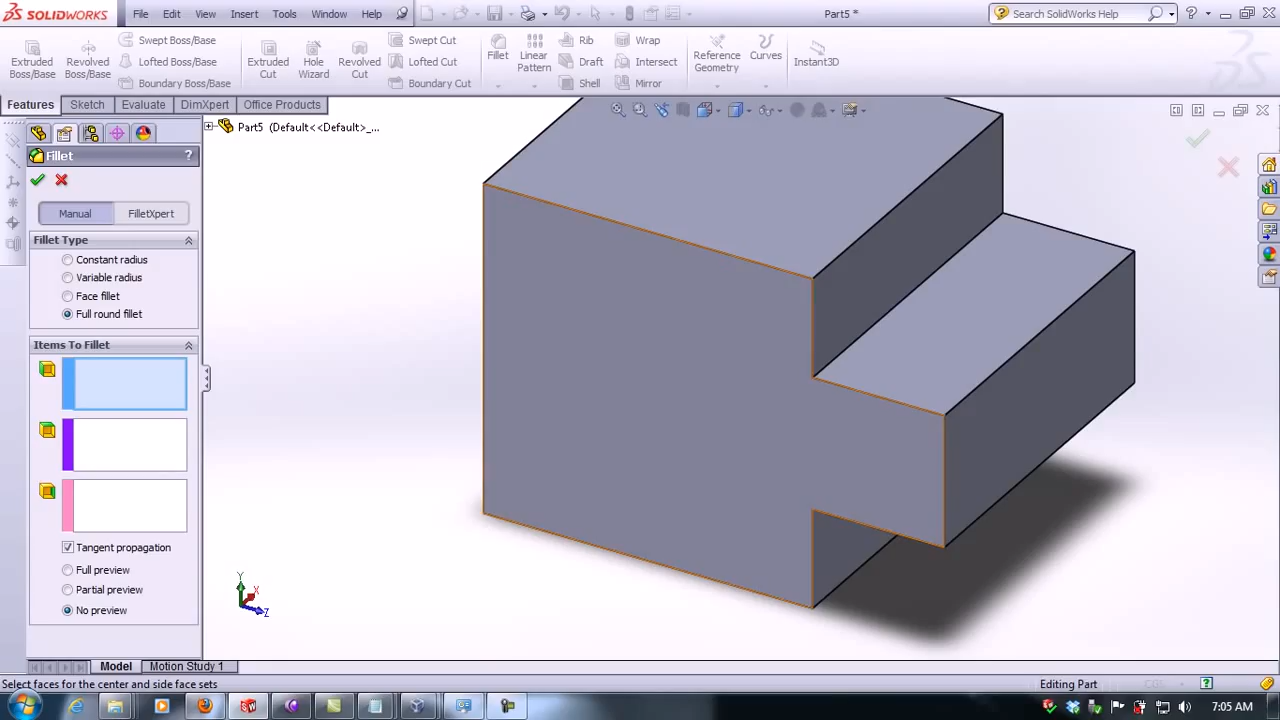 SOLIDWORKS File Edit View Insert Tools Window Help Part5 * Search SolidWorks Help
Extruded Boss/Base
Revolved Boss/Base
Swept Boss/Base
Lofted Boss/Base
Boundary Boss/Base
Extruded Cut
Hole Wizard
Revolved Cut
Swept Cut
Lofted Cut
Boundary Cut
Fillet
Linear Pattern
Rib
Draft
Shell
Wrap
Intersect
Mirror
Reference Geometry
Curves
Instant3D
Features Sketch Evaluate DimXpert Office Products
Part5 (Default<<Default>_...
Fillet ?
Manual FilletXpert
Fillet Type
Constant radius
Variable radius
Face fillet
Full round fillet
Items To Fillet
Tangent propagation
Full preview
Partial preview
No preview
Y
X
Z
Model Motion Study 1
Select faces for the center and side face sets Editing Part
7:05 AM